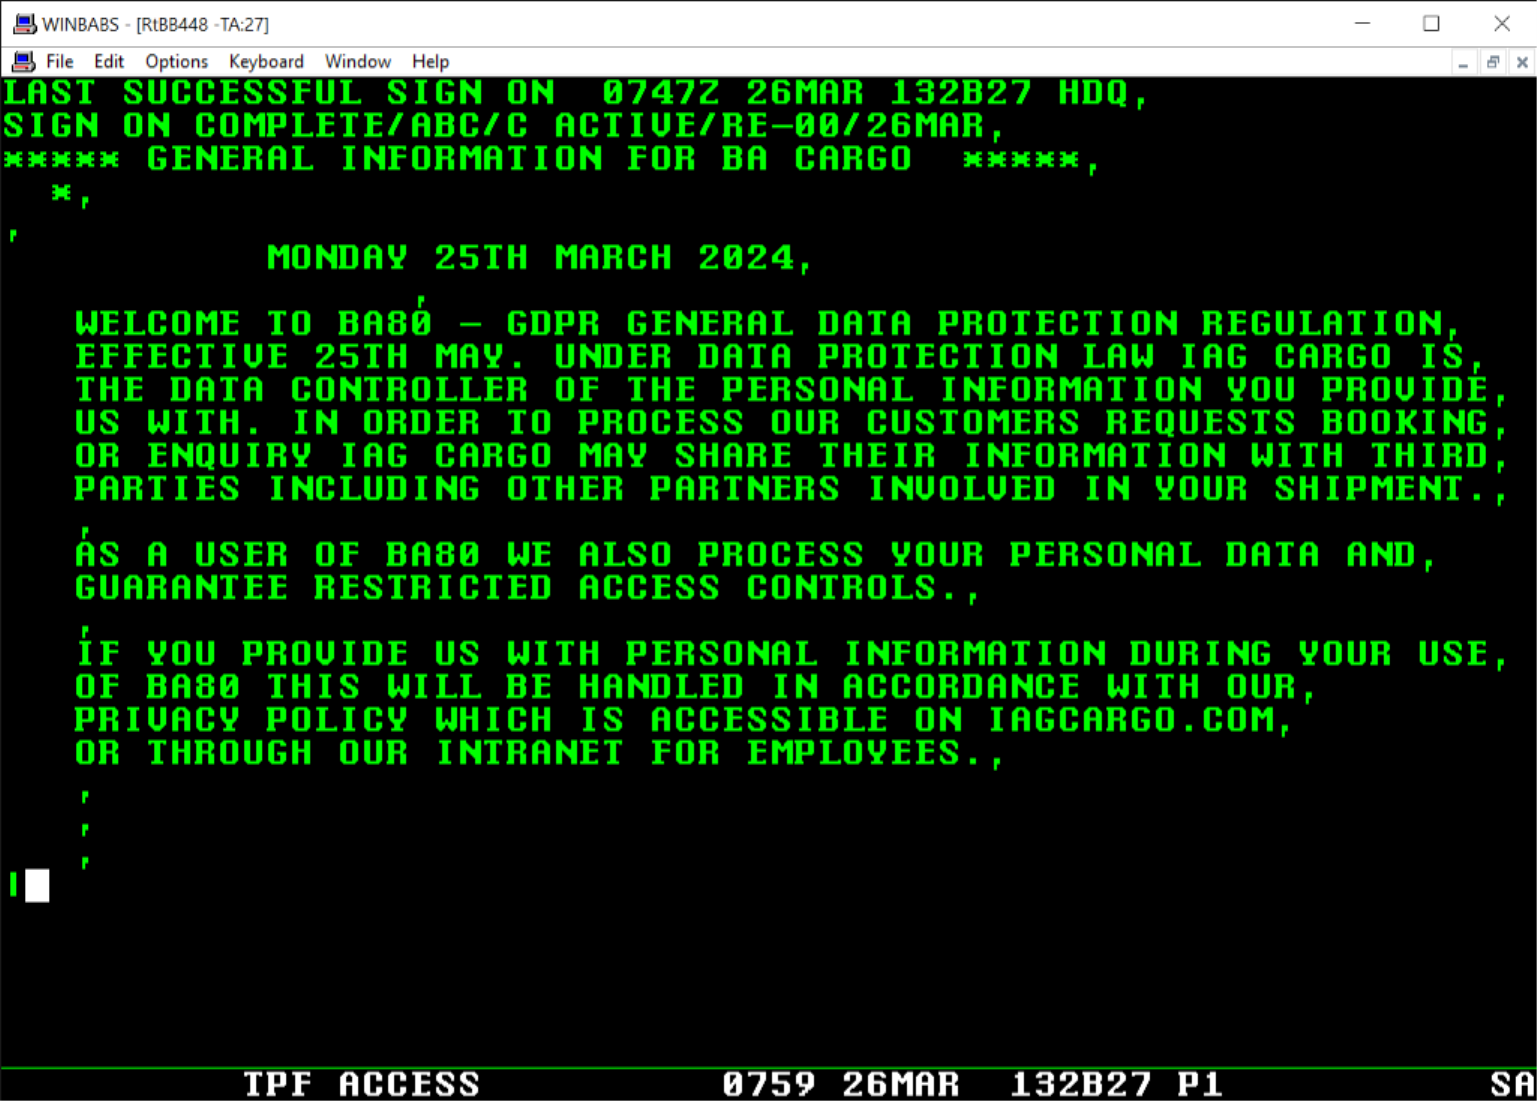 WINBABS - [RtBB448 -TA:27]
File Edit Options Keyboard Window Help
LAST SUCCESSFUL SIGN ON  0747Z 26MAR 132B27 HDQ,
SIGN ON COMPLETE/ABC/C ACTIVE/RE-00/26MAR,
***** GENERAL INFORMATION FOR BA CARGO  *****,
*,
,
MONDAY 25TH MARCH 2024,
,
WELCOME TO BA80 - GDPR GENERAL DATA PROTECTION REGULATION,
EFFECTIVE 25TH MAY. UNDER DATA PROTECTION LAW IAG CARGO IS,
THE DATA CONTROLLER OF THE PERSONAL INFORMATION YOU PROVIDE,
US WITH. IN ORDER TO PROCESS OUR CUSTOMERS REQUESTS BOOKING,
OR ENQUIRY IAG CARGO MAY SHARE THEIR INFORMATION WITH THIRD,
PARTIES INCLUDING OTHER PARTNERS INVOLVED IN YOUR SHIPMENT.,
,
AS A USER OF BA80 WE ALSO PROCESS YOUR PERSONAL DATA AND,
GUARANTEE RESTRICTED ACCESS CONTROLS.,
,
IF YOU PROVIDE US WITH PERSONAL INFORMATION DURING YOUR USE,
OF BA80 THIS WILL BE HANDLED IN ACCORDANCE WITH OUR,
PRIVACY POLICY WHICH IS ACCESSIBLE ON IAGCARGO.COM,
OR THROUGH OUR INTRANET FOR EMPLOYEES.,
,
,
,
TPF ACCESS 0759 26MAR 132B27 P1 SA